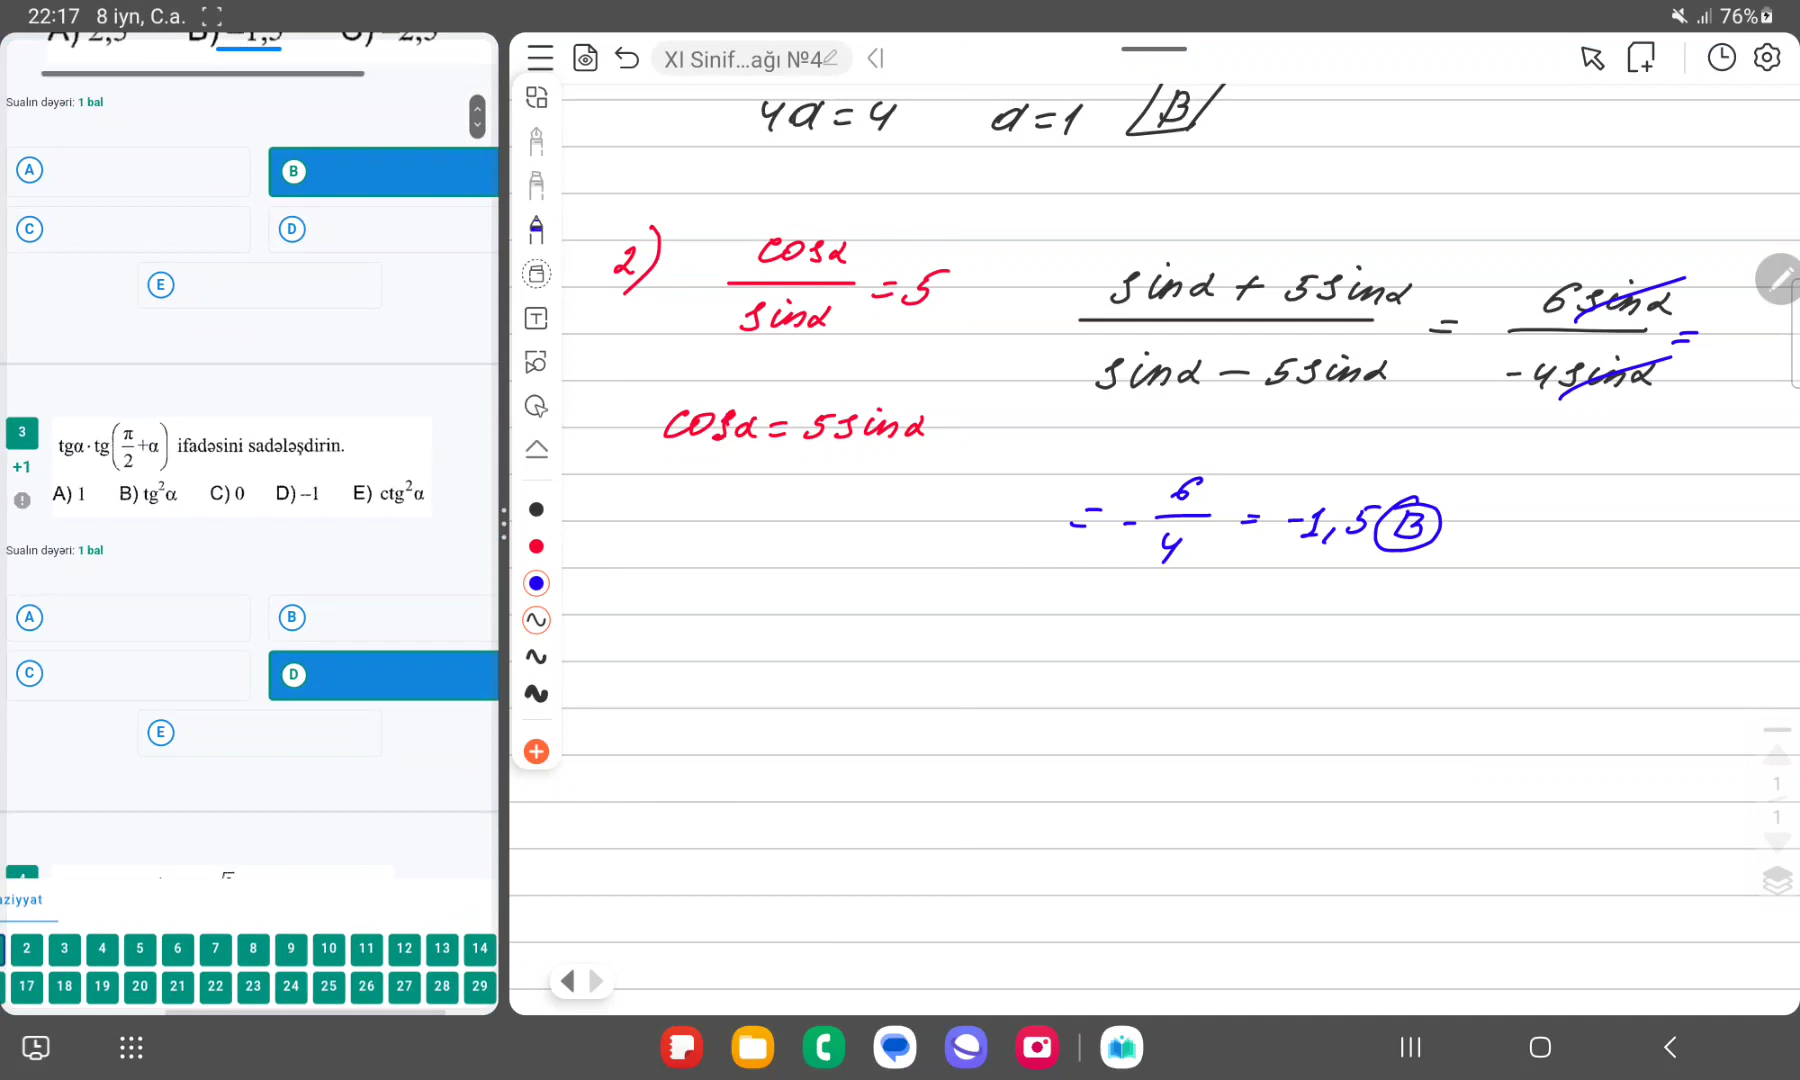 22:17 8 iyn, C.a.
76%
Sualın dəyəri: 1 bal
A
B
C
D
E
3
+1
tgα · tg(π/2 +α) ifadəsini sadələşdirin.
A) 1 B) tg²α C) 0 D) –1 E) ctg²α
Sualın dəyəri: 1 bal
A
B
C
D
E
aziyyat
2 3 4 5 6 7 8 9 10 11 12 13 14
17 18 19 20 21 22 23 24 25 26 27 28 29
XI Sinif...ağı №4
T
4a = 4 a = 1 B
2) cosα / sinα = 5
sinα + 5sinα / sinα – 5sinα = 6sinα / -4sinα =
cosα = 5sinα
= - 6/4 = -1,5 B
1
1